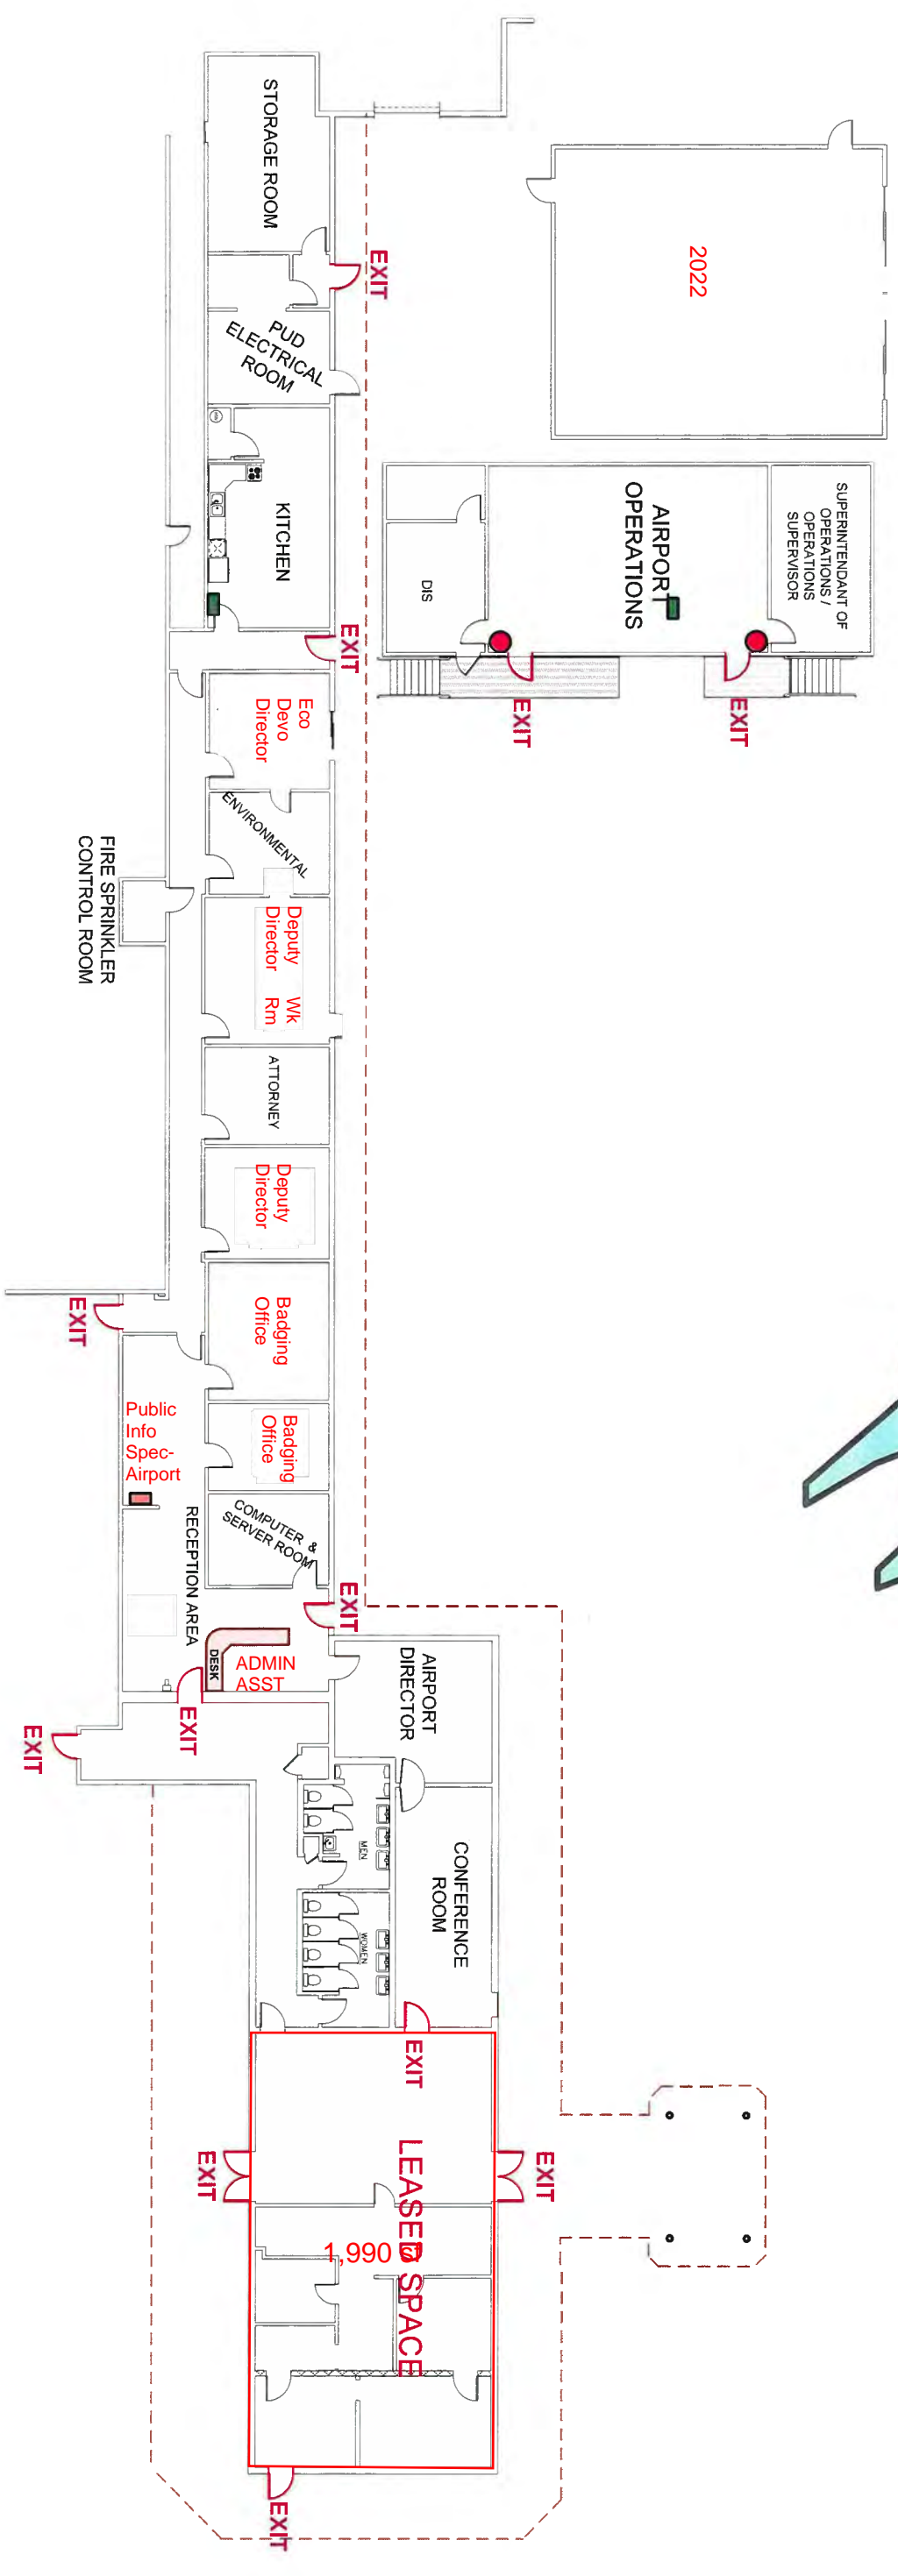 STORAGE ROOM
EXIT
2022
PUD
ELECTRICAL
ROOM
KITCHEN
SUPERINTENDANT OF
OPERATIONS /
OPERATIONS
SUPERVISOR
AIRPORT
OPERATIONS
DIS
EXIT
EXIT
EXIT
Eco
Devo
Director
ENVIRONMENTAL
FIRE SPRINKLER
CONTROL ROOM
Deputy Wk
Director Rm
ATTORNEY
Deputy
Director
Badging
Office
EXIT
Public
Info
Spec-
Airport
Badging
Office
COMPUTER &
SERVER ROOM
RECEPTION AREA
EXIT
DESK
ADMIN
ASST
AIRPORT
DIRECTOR
EXIT
EXIT
MEN
WOMEN
CONFERENCE
ROOM
EXIT
EXIT
EXIT
LEASED SPACE
1,990 sf
EXIT